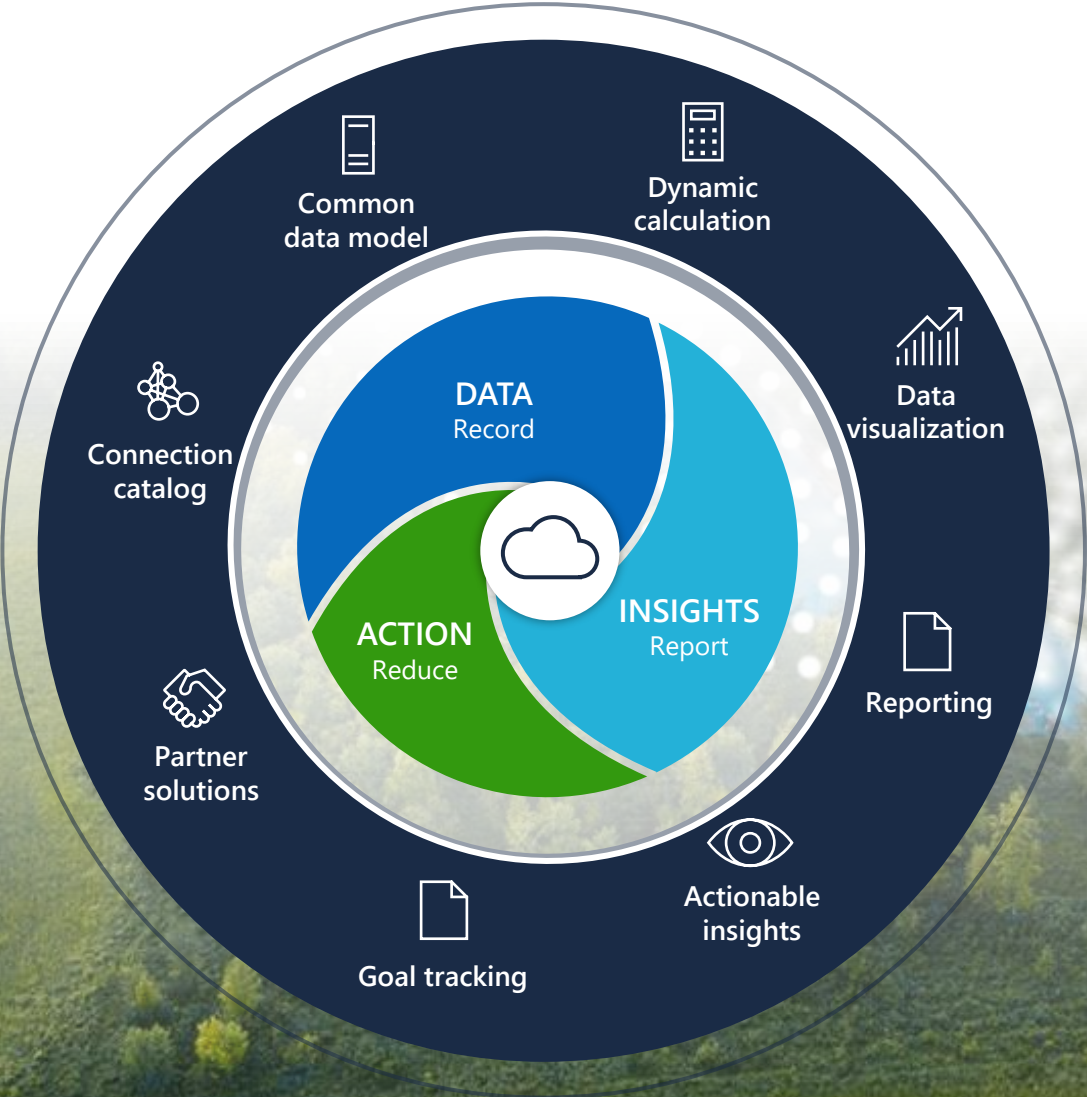 Common
data model
Dynamic
calculation
Data
visualization
Reporting
Actionable
insights
Goal tracking
Partner
solutions
Connection
catalog
DATA
Record
INSIGHTS
Report
ACTION
Reduce